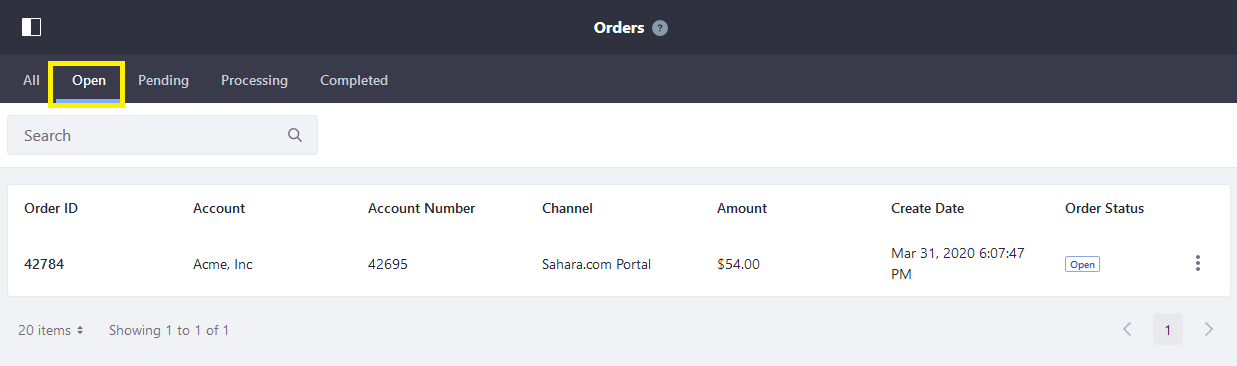 Orders ?
All Open Pending Processing Completed
Search
Order ID Account Account Number Channel Amount Create Date Order Status
42784 Acme, Inc 42695 Sahara.com Portal $54.00 Mar 31, 2020 6:07:47 Open
PM
20 items Showing 1 to 1 of 1 1